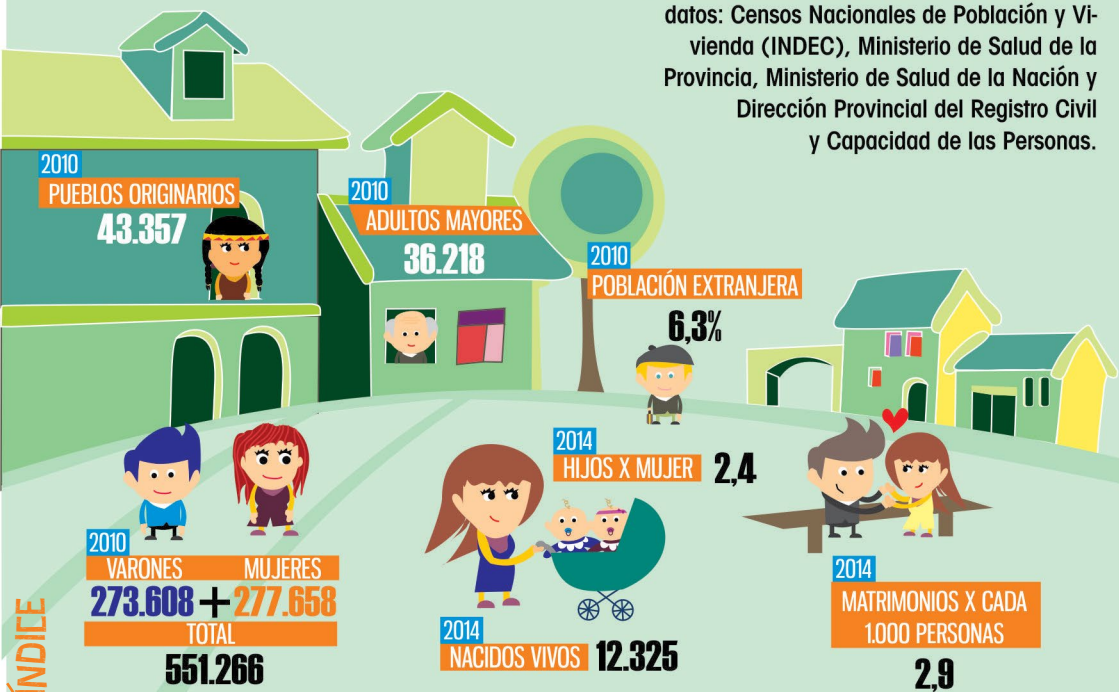 datos: Censos Nacionales de Población y Vi-
vienda (INDEC), Ministerio de Salud de la
Provincia, Ministerio de Salud de la Nación y
Dirección Provincial del Registro Civil
y Capacidad de las Personas.
2010
PUEBLOS ORIGINARIOS
43.357
2010
ADULTOS MAYORES
36.218
2010
POBLACIÓN EXTRANJERA
6,3%
2014
HIJOS X MUJER 2,4
2010
VARONES MUJERES
273.608 + 277.658
TOTAL
551.266
2014
NACIDOS VIVOS 12.325
2014
MATRIMONIOS X CADA
1.000 PERSONAS
2,9
ÍNDICE